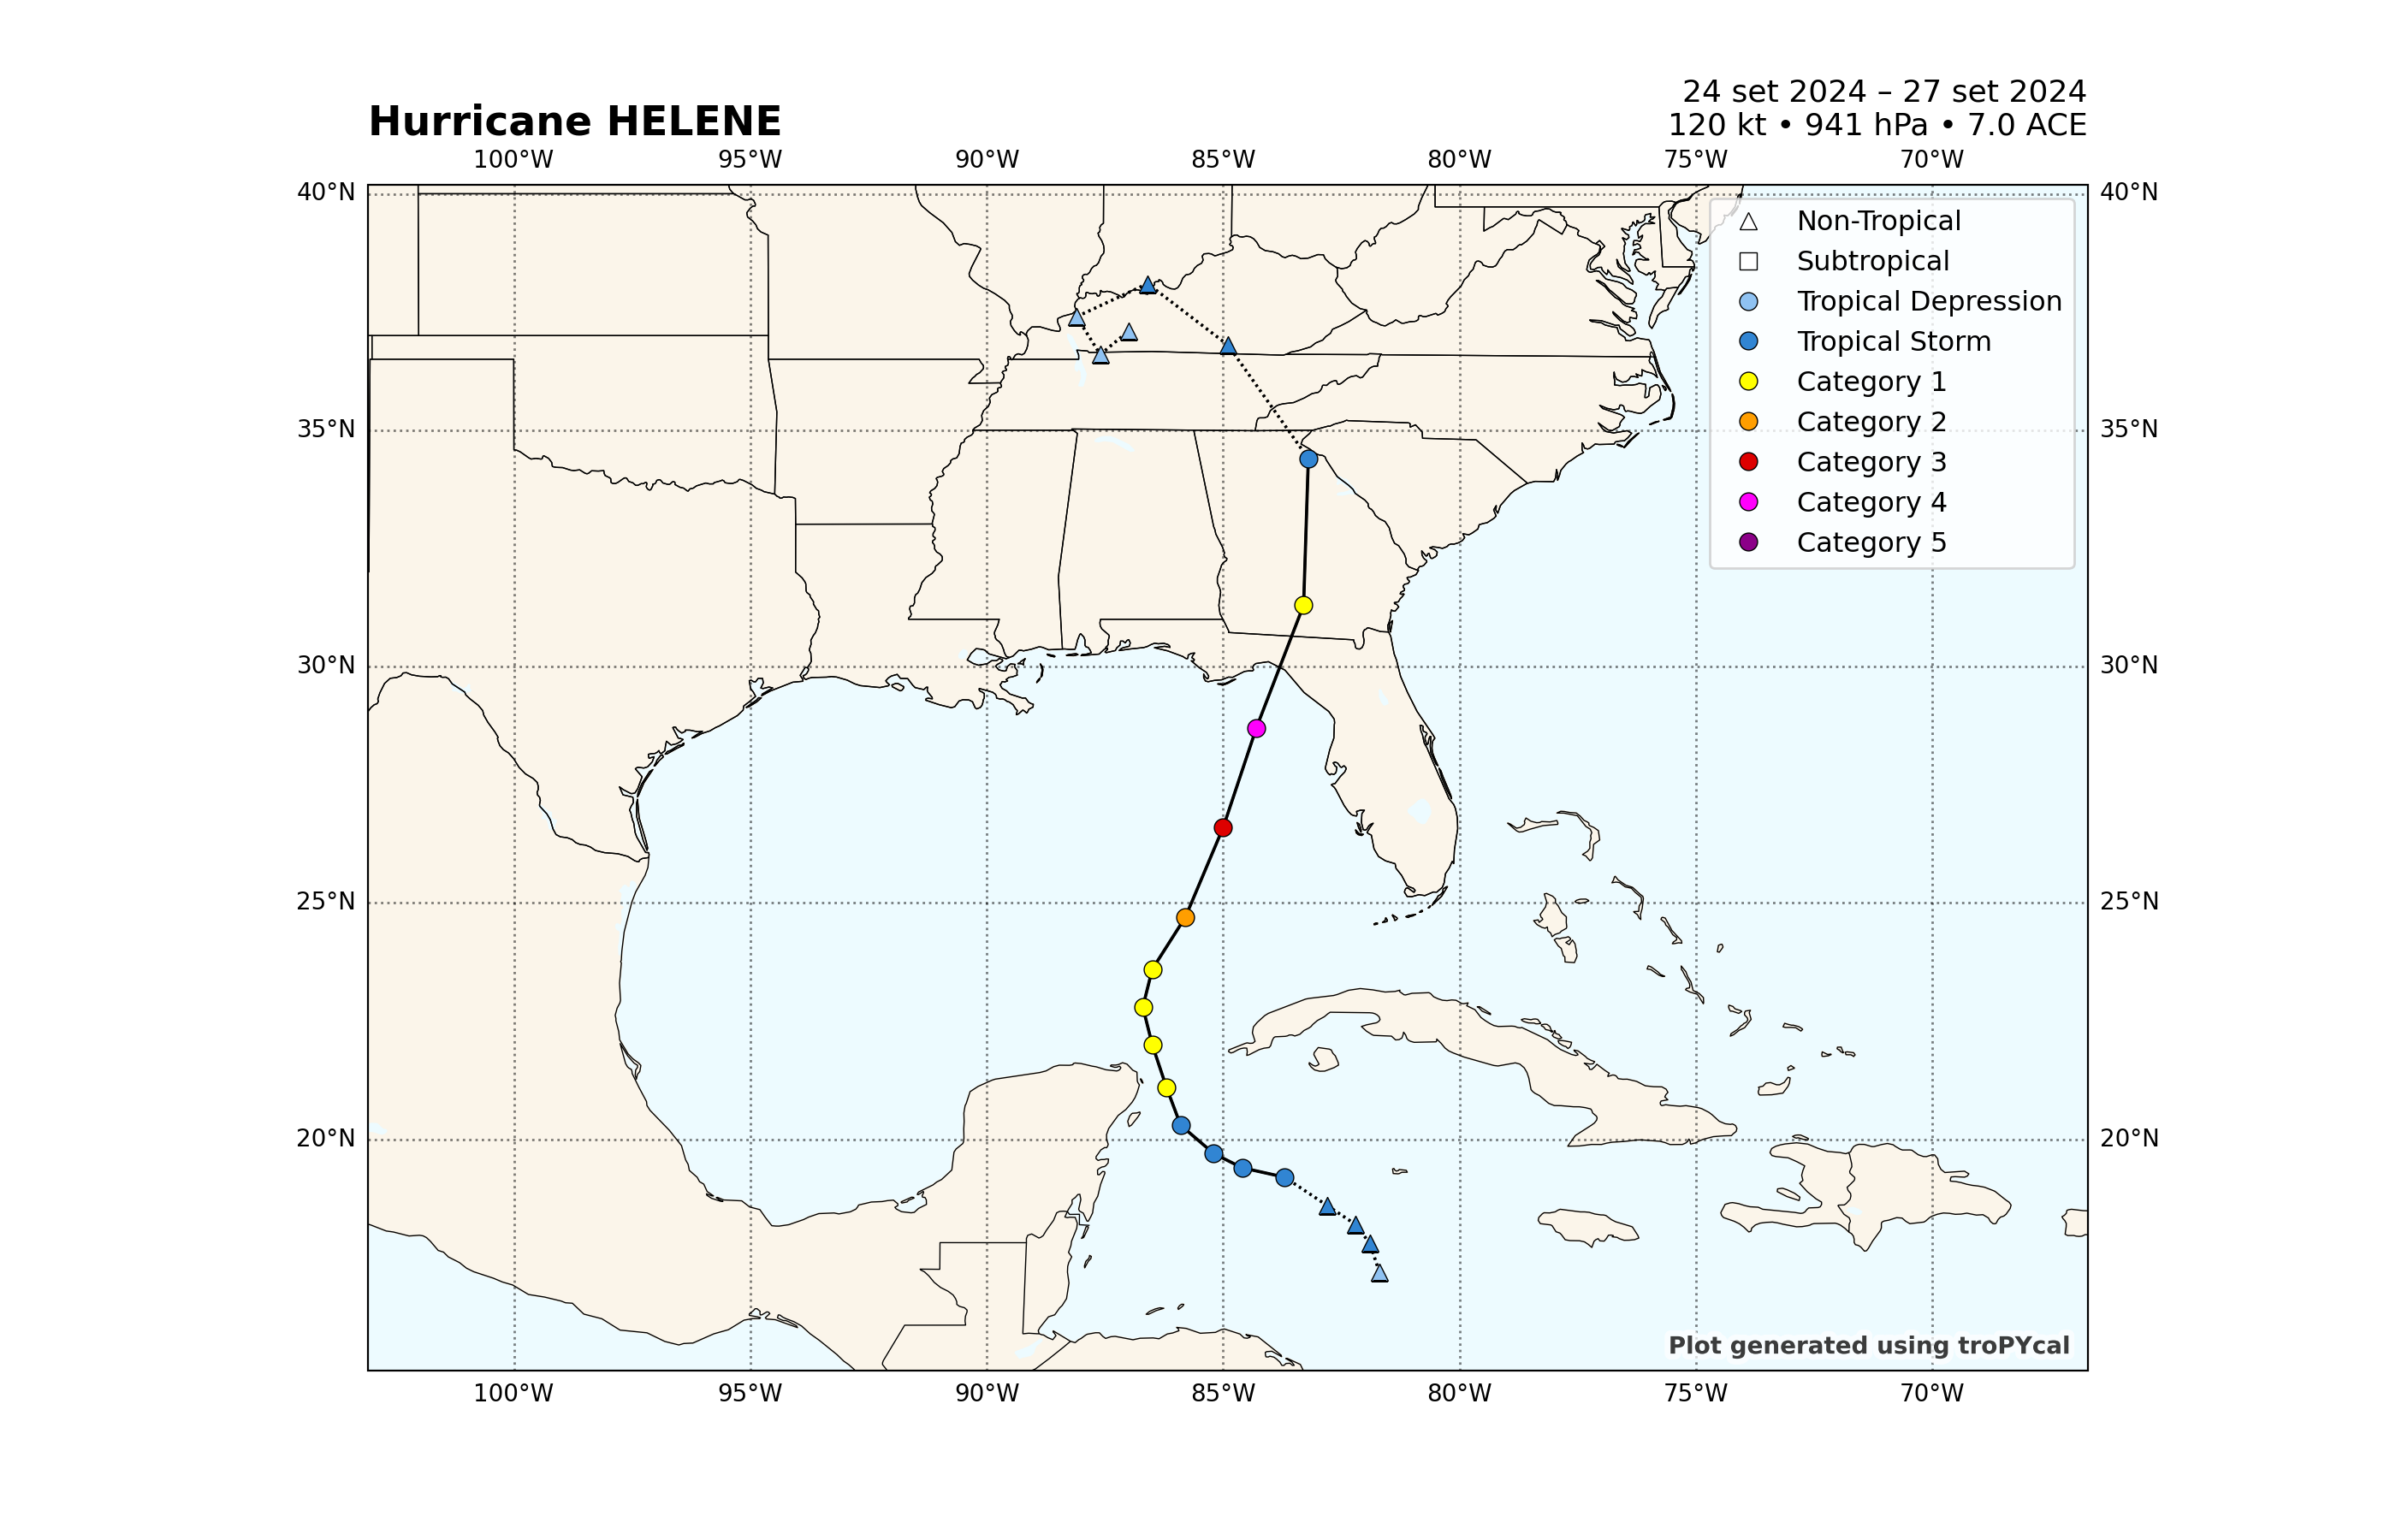 Hurricane HELENE
24 set 2024 – 27 set 2024
120 kt • 941 hPa • 7.0 ACE
100°W 95°W 90°W 85°W 80°W 75°W 70°W
40°N 40°N
Non-Tropical
Subtropical
Tropical Depression
Tropical Storm
Category 1
Category 2
35°N 35°N
Category 3
Category 4
Category 5
30°N 30°N
25°N 25°N
20°N 20°N
Plot generated using troPYcal
100°W 95°W 90°W 85°W 80°W 75°W 70°W